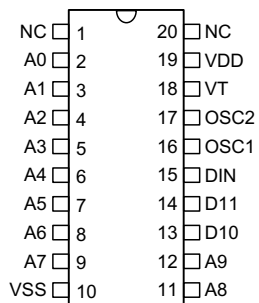 NC 1 20 NC
A0 2 19 VDD
A1 3 18 VT
A2 4 17 OSC2
A3 5 16 OSC1
A4 6 15 DIN
A5 7 14 D11
A6 8 13 D10
A7 9 12 A9
VSS 10 11 A8